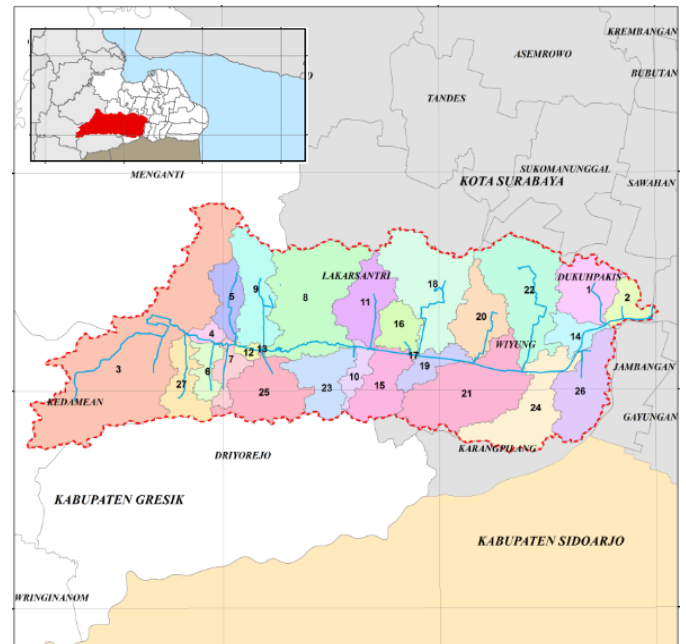 KREMBANGAN
ASEMROWO
BUBUTAN
TANDES
SUKOMANUNGGAL
MENGANTI
KOTA SURABAYA
SAWAHAN
LAKARSANTRI
DUKUHPAKIS
5
9
8
11
18
22
1
2
16
20
14
4
13
12
17
WIYUNG
3
7
6
27
10
19
JAMBANGAN
25
23
15
21
26
24
KEDAMEAN
GAYUNGAN
DRIYOREJO
KARANGPILANG
KABUPATEN GRESIK
KABUPATEN SIDOARJO
WRINGINANOM